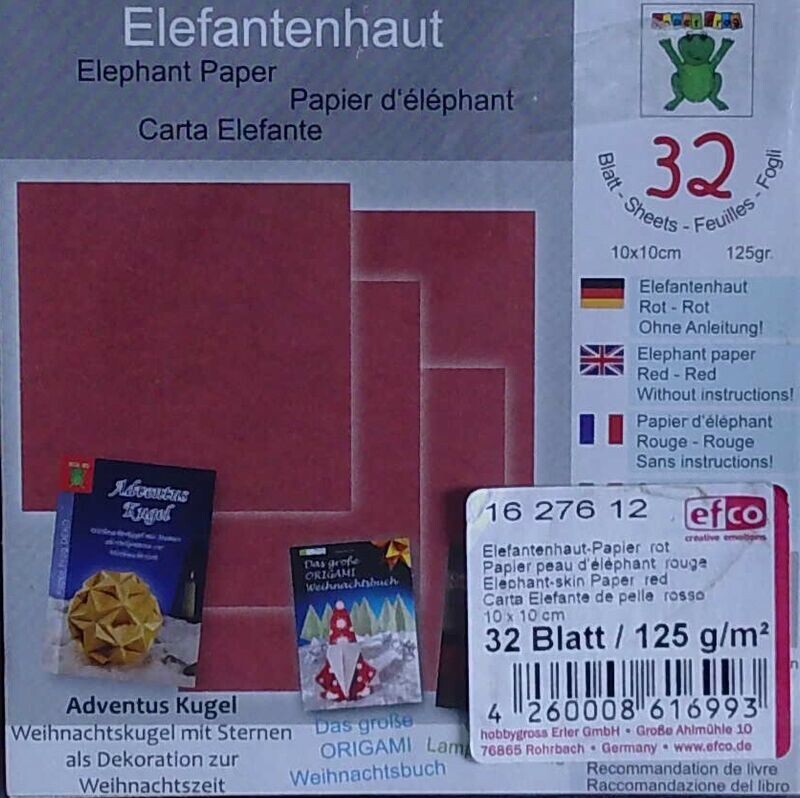 Elefantenhaut
Elephant Paper
Papier d'éléphant
Carta Elefante
Paper Frog
32
Blatt - Sheets - Feuilles - Fogli
10x10cm 125gr.
Elefantenhaut
Rot - Rot
Ohne Anleitung!
Elephant paper
Red - Red
Without instructions!
Papier d'éléphant
Rouge - Rouge
Sans instructions!
Adventus
Kugel
Das große
ORIGAMI
Weihnachtsbuch
16 276 12
efco
creative emotions
Elefantenhaut-Papier rot
Papier peau d'éléphant rouge
Elephant-skin Paper red
Carta Elefante de pelle rosso
10 x 10 cm
32 Blatt / 125 g/m²
4 260008 616993
hobbygross Erler GmbH • Große Ahlmühle 10
76865 Rohrbach • Germany • www.efco.de
Adventus Kugel
Weihnachtskugel mit Sternen
als Dekoration zur
Weihnachtszeit
Das große
ORIGAMI
Weihnachtsbuch
Recommandation de livre
Raccomandazione del libro